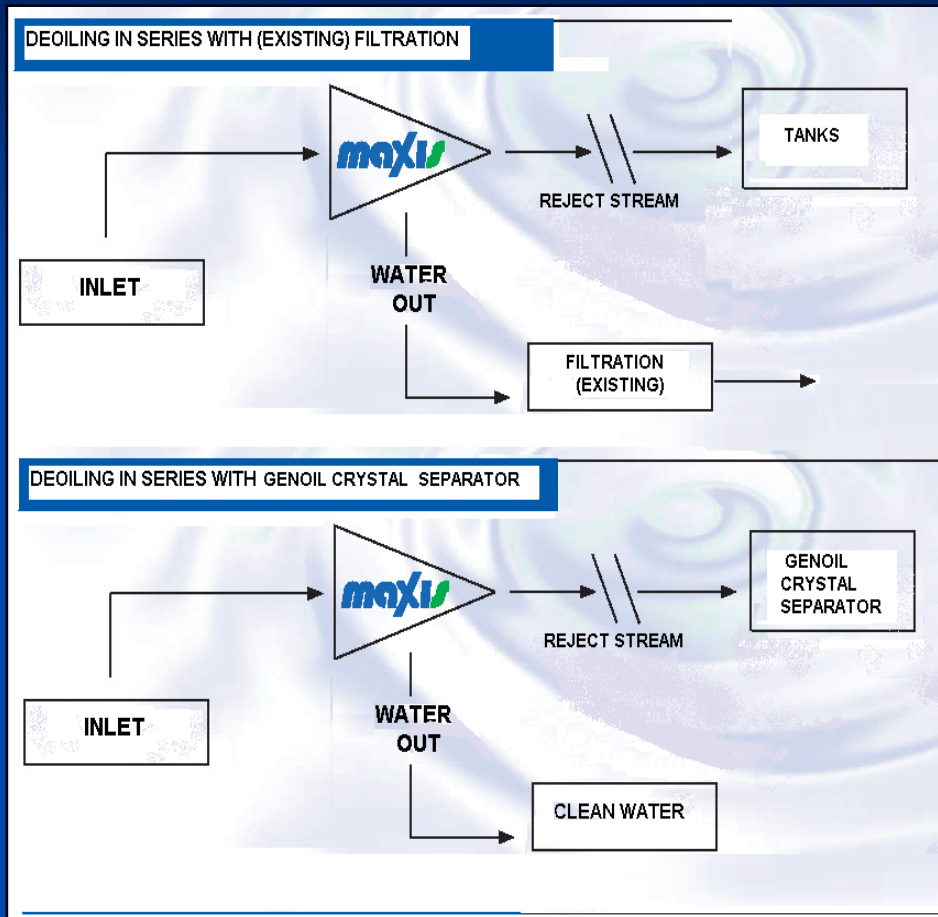 DEOILING IN SERIES WITH (EXISTING) FILTRATION
maxis
TANKS
REJECT STREAM
INLET
WATER
OUT
FILTRATION
(EXISTING)
DEOILING IN SERIES WITH GENOIL CRYSTAL SEPARATOR
maxis
GENOIL
CRYSTAL
SEPARATOR
REJECT STREAM
INLET
WATER
OUT
CLEAN WATER